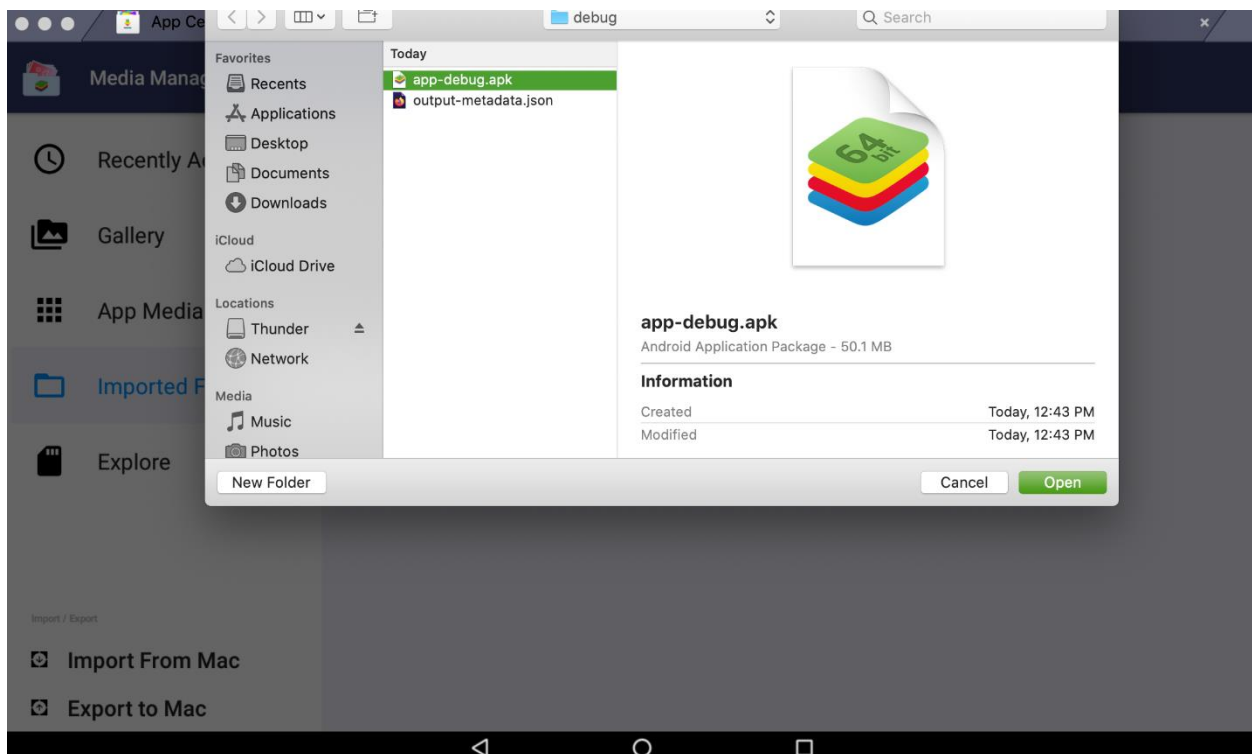 App Ce
debug
Search
Media Manag
Recently A
Gallery
App Media
Imported F
Explore
Import / Export
Import From Mac
Export to Mac
Favorites
Recents
Applications
Desktop
Documents
Downloads
iCloud
iCloud Drive
Locations
Thunder
Network
Media
Music
Photos
Today
app-debug.apk
output-metadata.json
64
bit
app-debug.apk
Android Application Package - 50.1 MB
Information
Created Today, 12:43 PM
Modified Today, 12:43 PM
New Folder
Cancel
Open